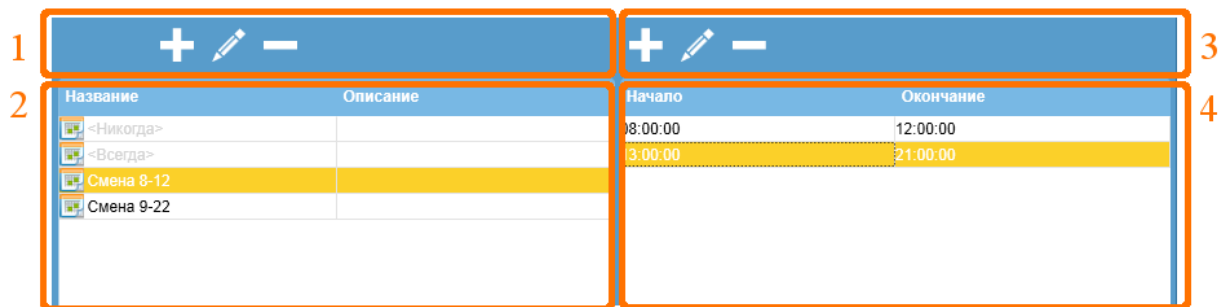 1
3
2
4
Название Описание Начало Окончание
<Никогда> 08:00:00 12:00:00
<Всегда> 13:00:00 21:00:00
Смена 8-12
Смена 9-22